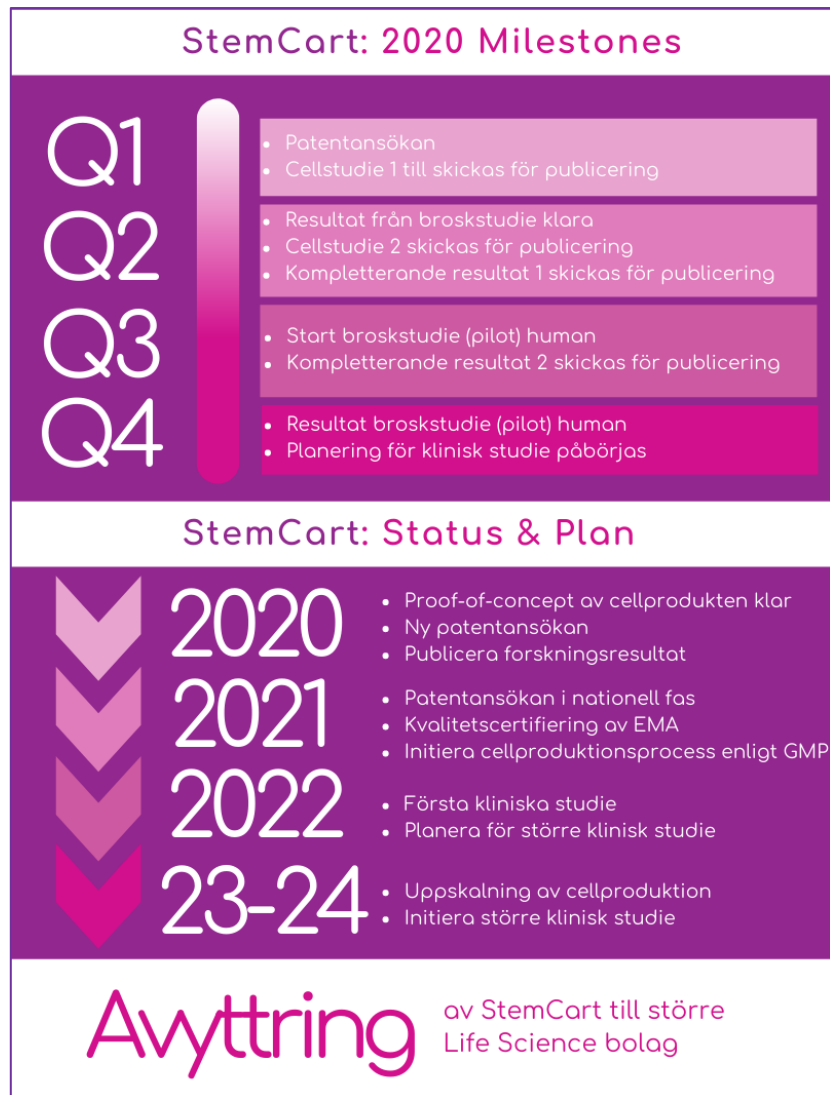 StemCart: 2020 Milestones
Q1
• Patentansökan
• Cellstudie 1 till skickas för publicering
Q2
• Resultat från broskstudie klara
• Cellstudie 2 skickas för publicering
• Kompletterande resultat 1 skickas för publicering
Q3
• Start broskstudie (pilot) human
• Kompletterande resultat 2 skickas för publicering
Q4
• Resultat broskstudie (pilot) human
• Planering för klinisk studie påbörjas
StemCart: Status & Plan
2020
• Proof-of-concept av cellprodukten klar
• Ny patentansökan
• Publicera forskningsresultat
2021
• Patentansökan i nationell fas
• Kvalitetscertifiering av EMA
• Initiera cellproduktionsprocess enligt GMP
2022
• Första kliniska studie
• Planera för större klinisk studie
23-24
• Uppskalning av cellproduktion
• Initiera större klinisk studie
Avyttring
av StemCart till större
Life Science bolag